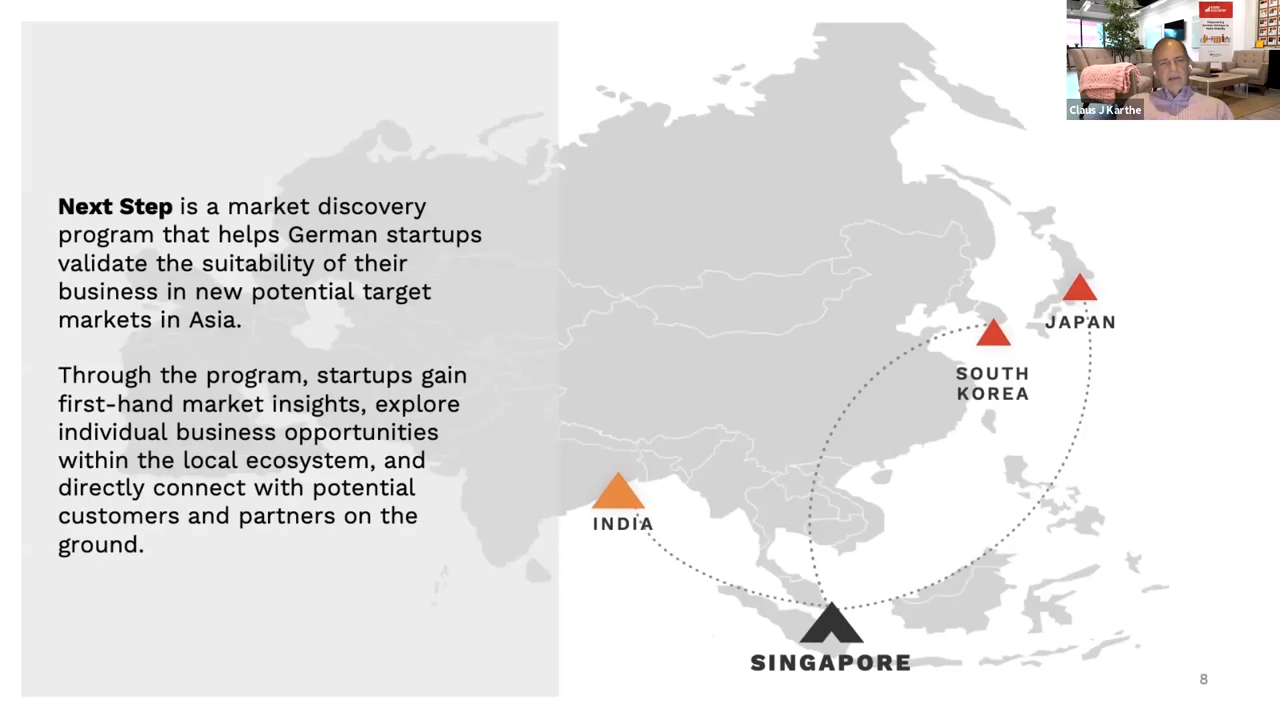 Next Step is a market discovery
program that helps German startups
validate the suitability of their
business in new potential target
markets in Asia.
Through the program, startups gain
first-hand market insights, explore
individual business opportunities
within the local ecosystem, and
directly connect with potential
customers and partners on the
ground.
Claus J Karthe
JAPAN
SOUTH
KOREA
INDIA
SINGAPORE
8